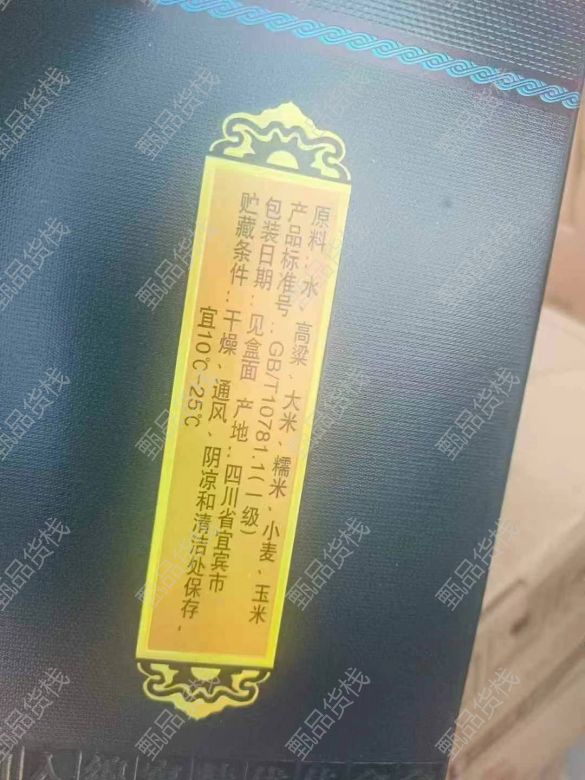 原料：水、高粱、大米、糯米、小麦、玉米
产品标准号：GB/T10781.1（一级）
包装日期：见盒面 产地：四川省宜宾市
贮藏条件：干燥、通风、阴凉和清洁处保存，
宜10℃-25℃
甄品货栈